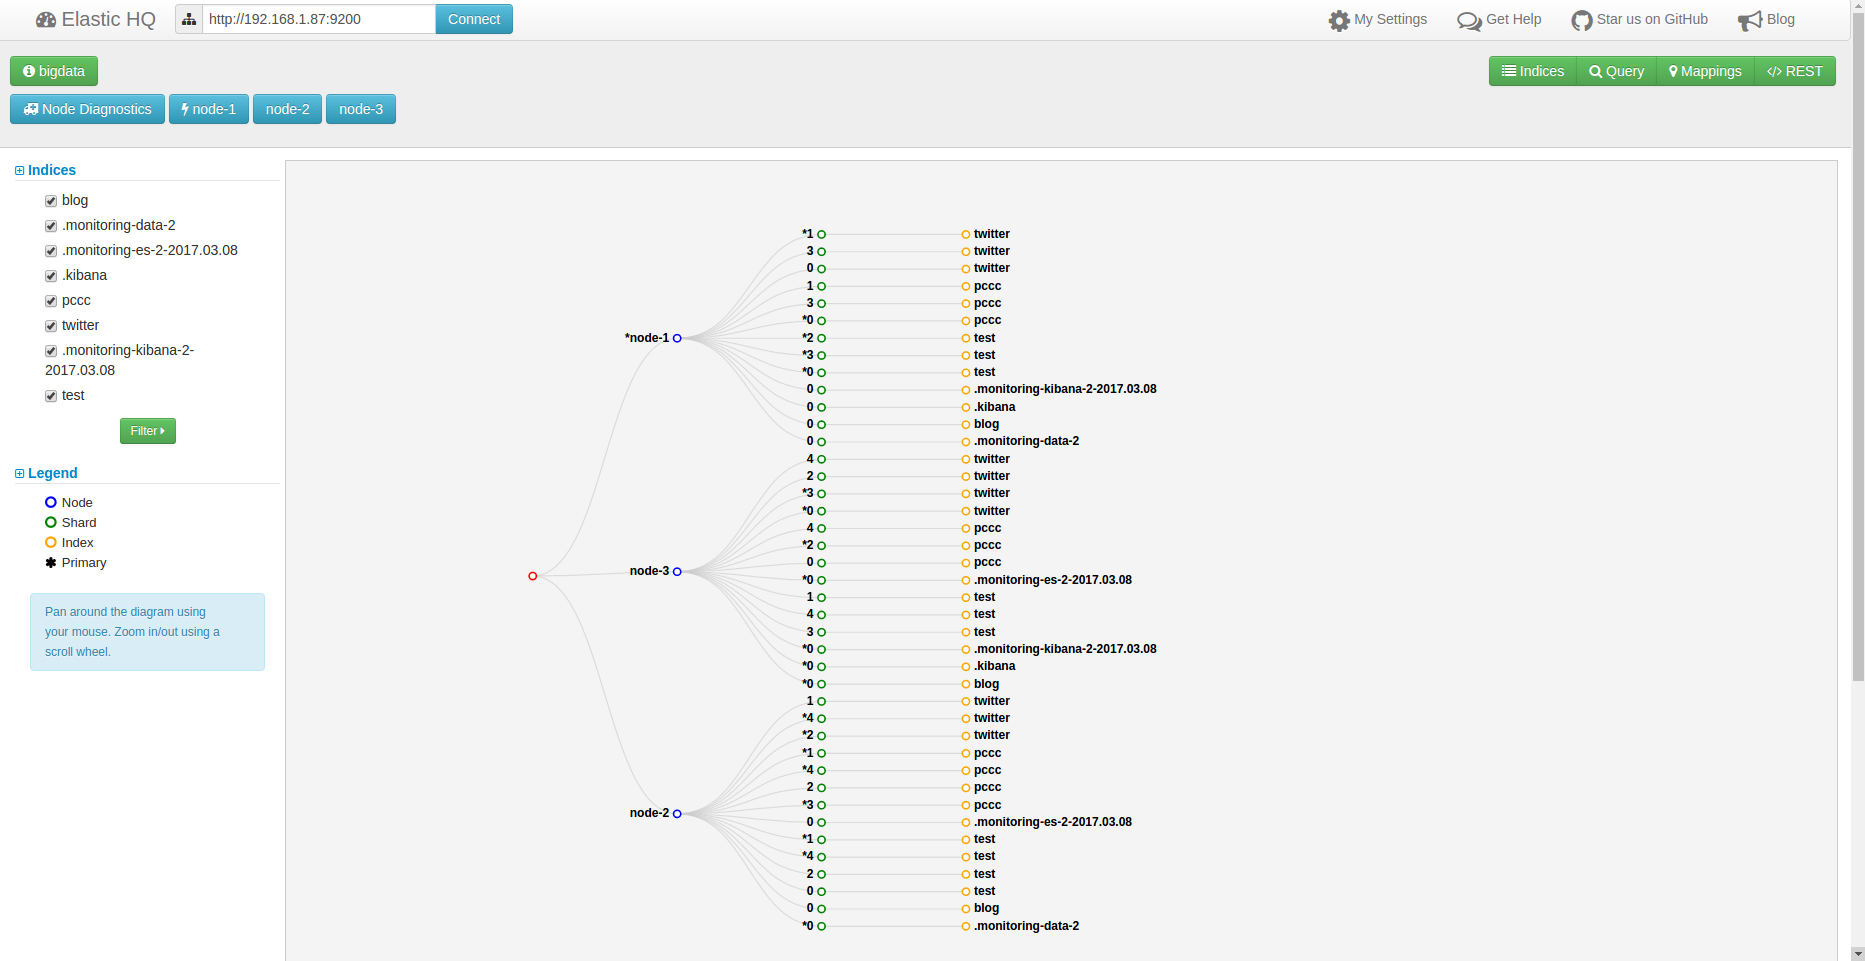 Elastic HQ
http://192.168.1.87:9200
Connect
My Settings
Get Help
Star us on GitHub
Blog
bigdata
Indices
Query
Mappings
</> REST
Node Diagnostics
node-1
node-2
node-3
Indices
blog
.monitoring-data-2
.monitoring-es-2-2017.03.08
.kibana
pccc
twitter
.monitoring-kibana-2-
2017.03.08
test
Filter
Legend
Node
Shard
Index
Primary
Pan around the diagram using
your mouse. Zoom in/out using a
scroll wheel.
*node-1
*1 twitter
3 twitter
0 twitter
1 pccc
3 pccc
*0 pccc
*2 test
*3 test
*0 test
0 .monitoring-kibana-2-2017.03.08
0 .kibana
0 blog
0 .monitoring-data-2
node-3
4 twitter
2 twitter
*3 twitter
*0 twitter
4 pccc
*2 pccc
0 pccc
*0 .monitoring-es-2-2017.03.08
1 test
4 test
3 test
*0 .monitoring-kibana-2-2017.03.08
*0 .kibana
*0 blog
node-2
1 twitter
*4 twitter
*2 twitter
*1 pccc
*4 pccc
2 pccc
*3 pccc
0 .monitoring-es-2-2017.03.08
*1 test
*4 test
2 test
0 test
0 blog
*0 .monitoring-data-2